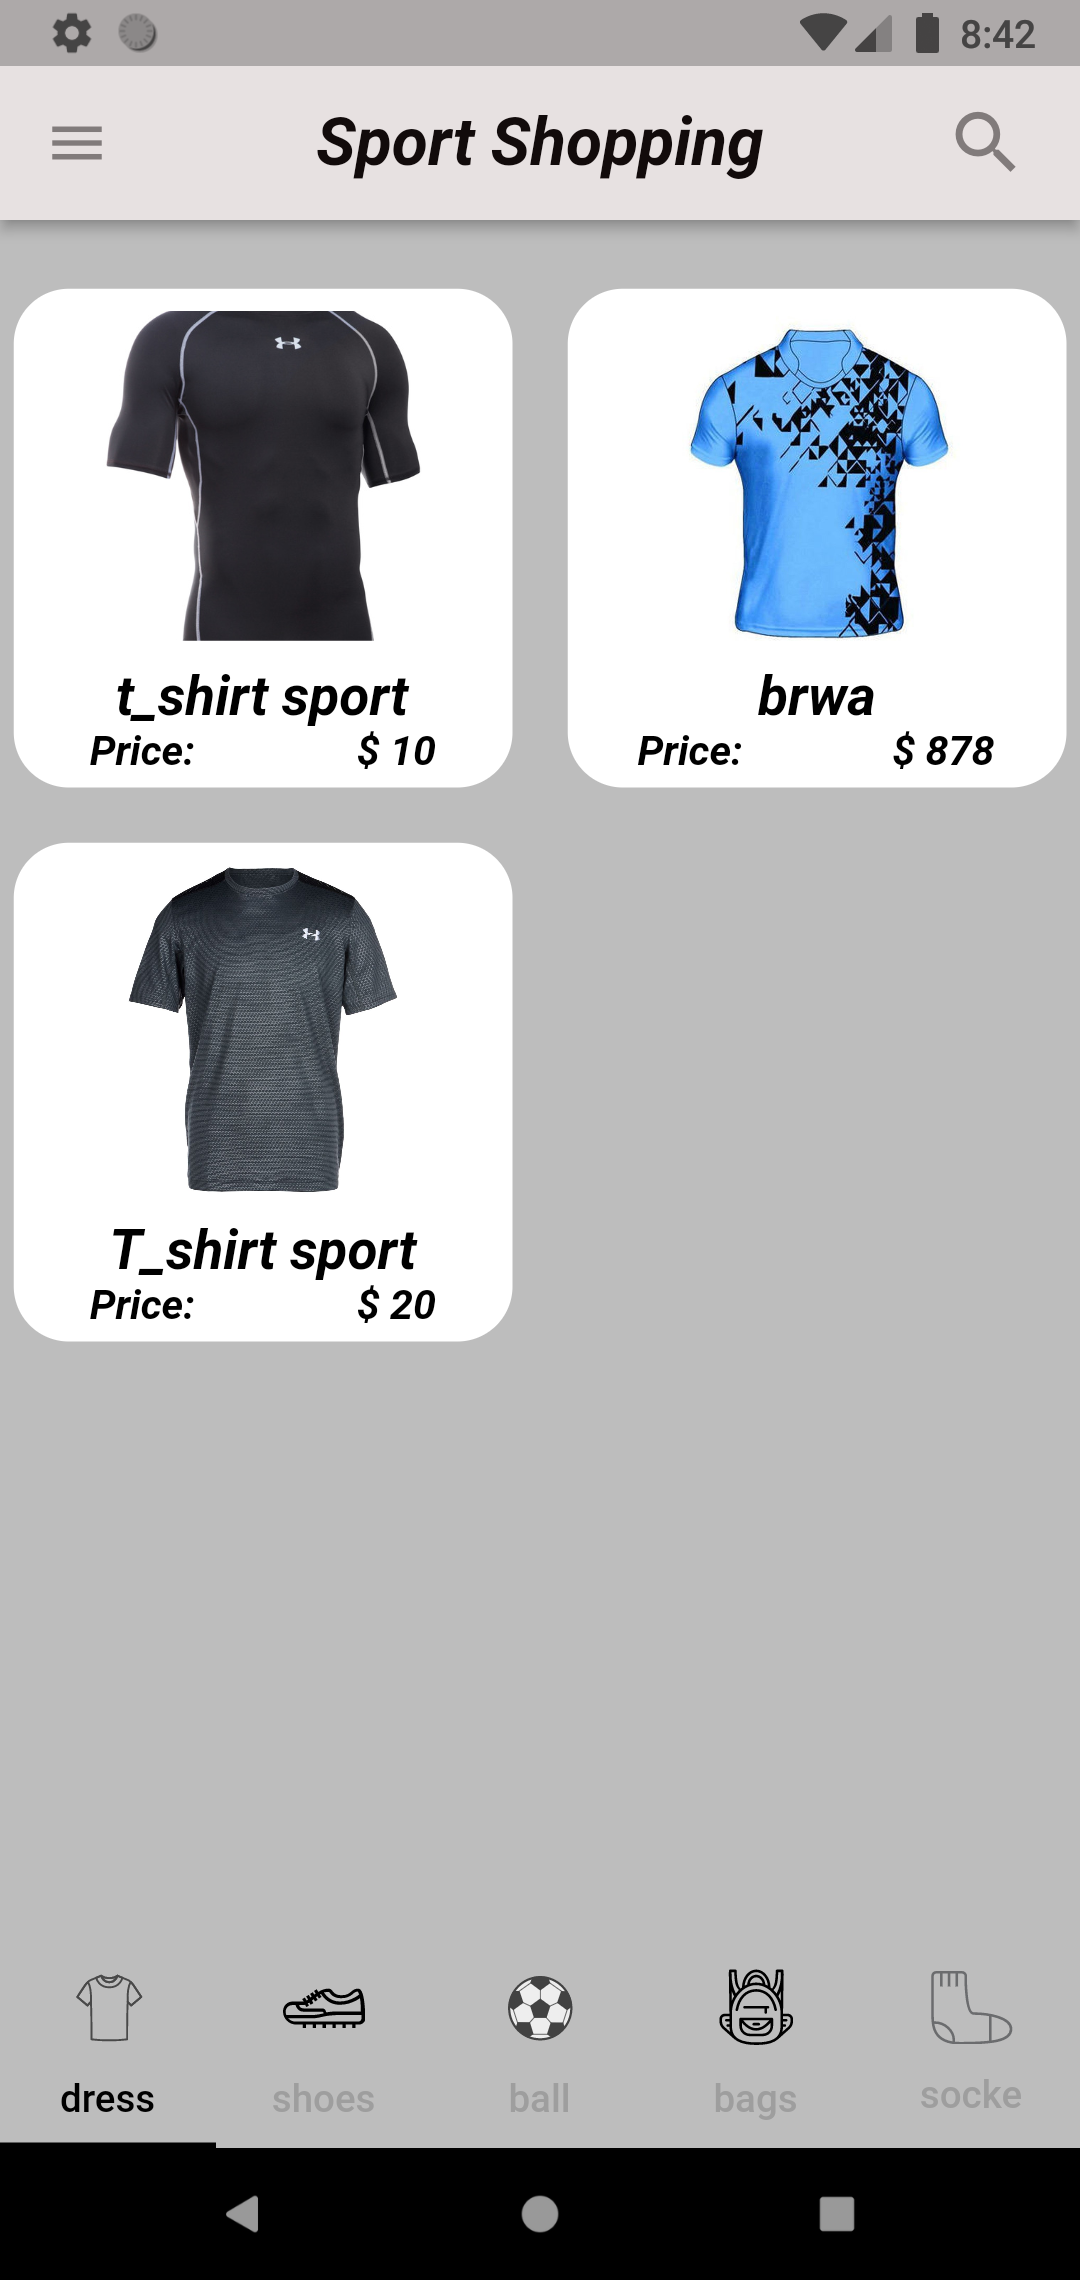 8:42
Sport Shopping
t_shirt sport
Price: $ 10
brwa
Price: $ 878
T_shirt sport
Price: $ 20
dress shoes ball bags socke